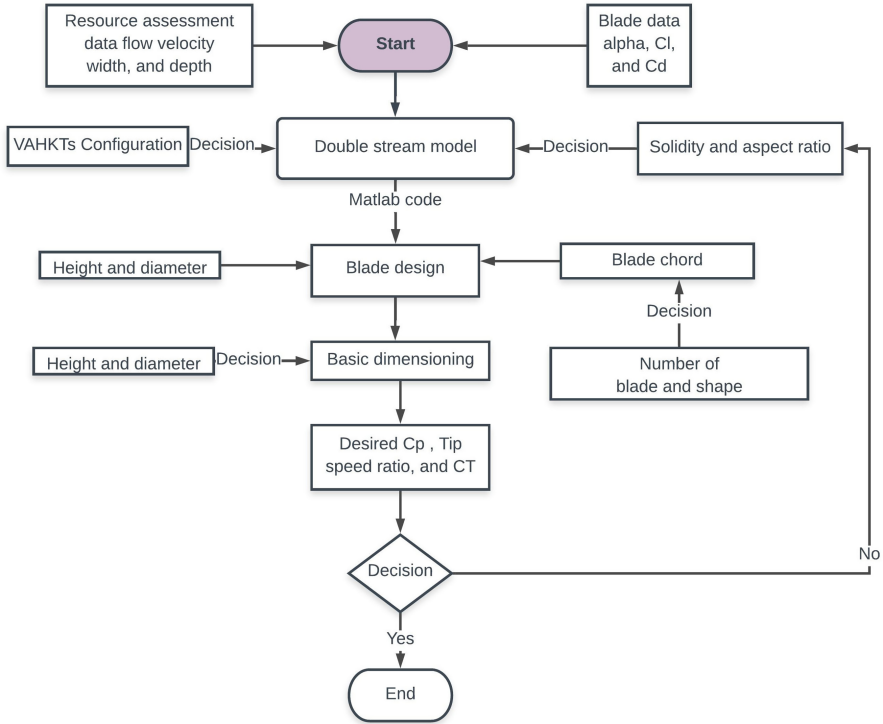 Resource assessment
data flow velocity
width, and depth
Start
Blade data
alpha, Cl,
and Cd
VAHKTs Configuration
Decision
Double stream model
Decision
Solidity and aspect ratio
Matlab code
Height and diameter
Blade design
Blade chord
Decision
Height and diameter
Decision
Basic dimensioning
Number of
blade and shape
Desired Cp , Tip
speed ratio, and CT
Decision
No
Yes
End